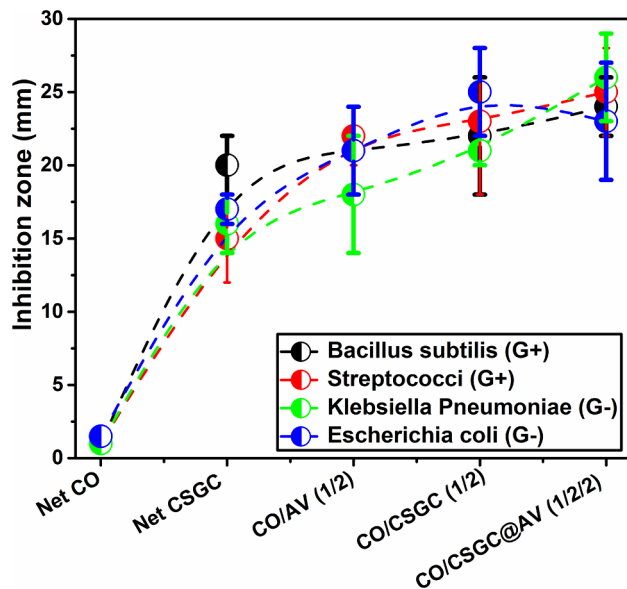 Inhibition zone (mm)
30
25
20
15
10
5
0
Bacillus subtilis (G+)
Streptococci (G+)
Klebsiella Pneumoniae (G-)
Escherichia coli (G-)
Net CO
Net CSGC
CO/AV (1/2)
CO/CSGC (1/2)
CO/CSGC@AV (1/2/2)